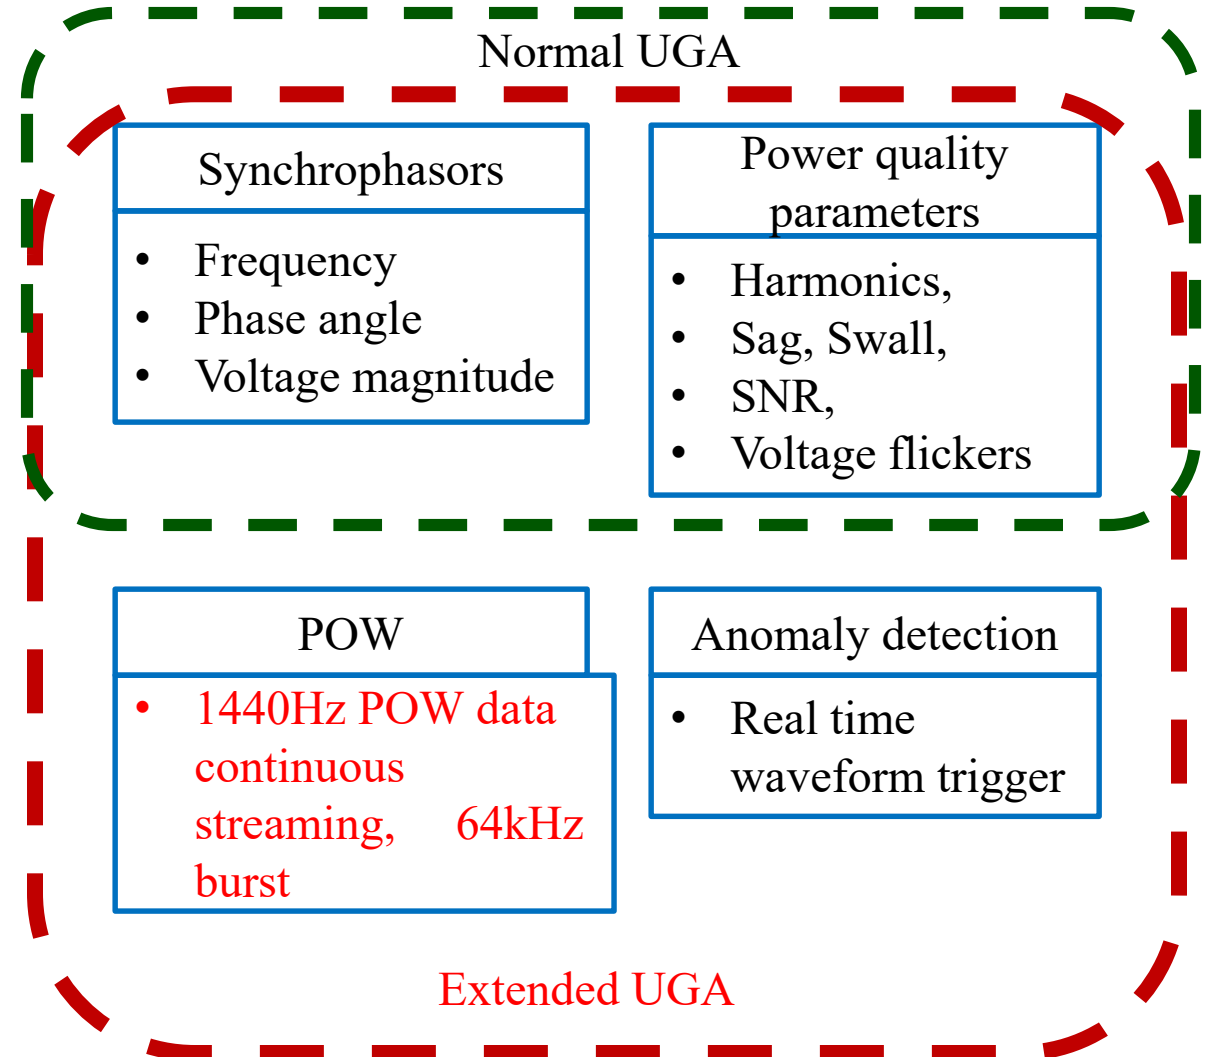 Normal UGA
Synchrophasors
• Frequency
• Phase angle
• Voltage magnitude
Power quality
parameters
• Harmonics,
• Sag, Swall,
• SNR,
• Voltage flickers
POW
• 1440Hz POW data
continuous
streaming, 64kHz
burst
Anomaly detection
• Real time
waveform trigger
Extended UGA